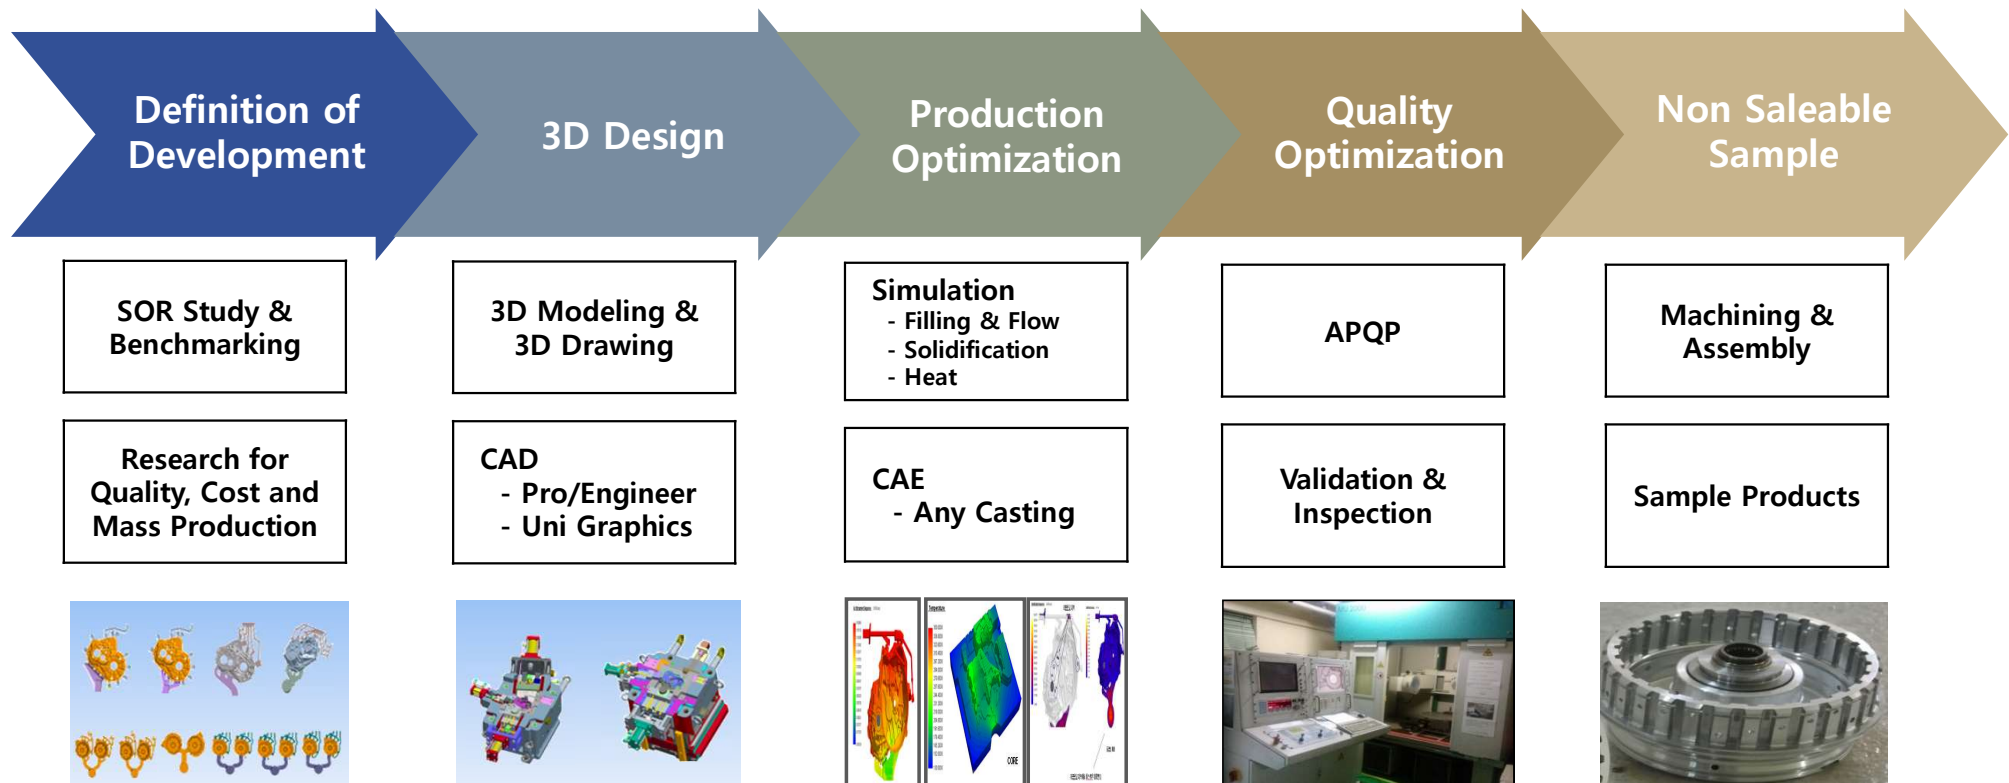 Definition of
Development
3D Design
Production
Optimization
Quality
Optimization
Non Saleable
Sample
SOR Study &
Benchmarking
3D Modeling &
3D Drawing
Simulation
- Filling & Flow
- Solidification
- Heat
APQP
Machining &
Assembly
Research for
Quality, Cost and
Mass Production
CAD
- Pro/Engineer
- Uni Graphics
CAE
- Any Casting
Validation &
Inspection
Sample Products
Temperature
CORE